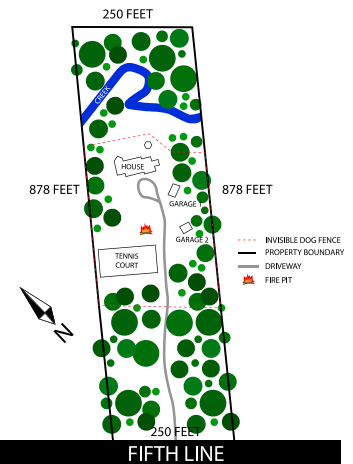 250 FEET
CREEK
HOUSE
878 FEET
878 FEET
GARAGE 1
GARAGE 2
TENNIS
COURT
INVISIBLE DOG FENCE
PROPERTY BOUNDARY
DRIVEWAY
FIRE PIT
N
250 FEET
FIFTH LINE